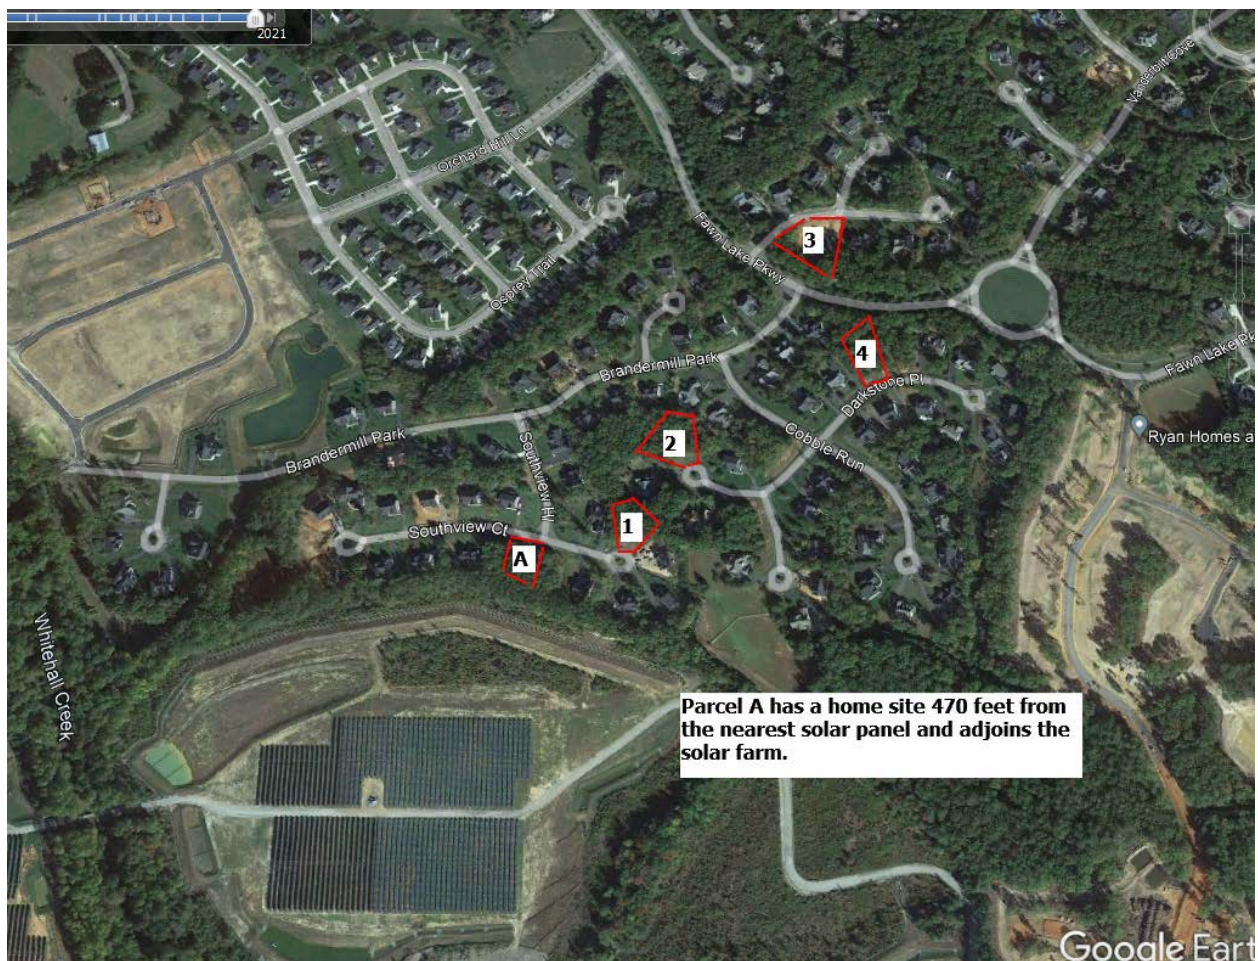 2021
Vanderbilt Cove
Orchard Hill Ln
Fawn Lake Pkwy
3
Osprey Trail
4
Brandermill Park
Darkstone Pl
Fawn Lake Pk
Ryan Homes a
2
Cobble Run
Brandermill Park
Southview Hl
1
Southview Ct
A
Whitehall Creek
Parcel A has a home site 470 feet from
the nearest solar panel and adjoins the
solar farm.
Google Eart